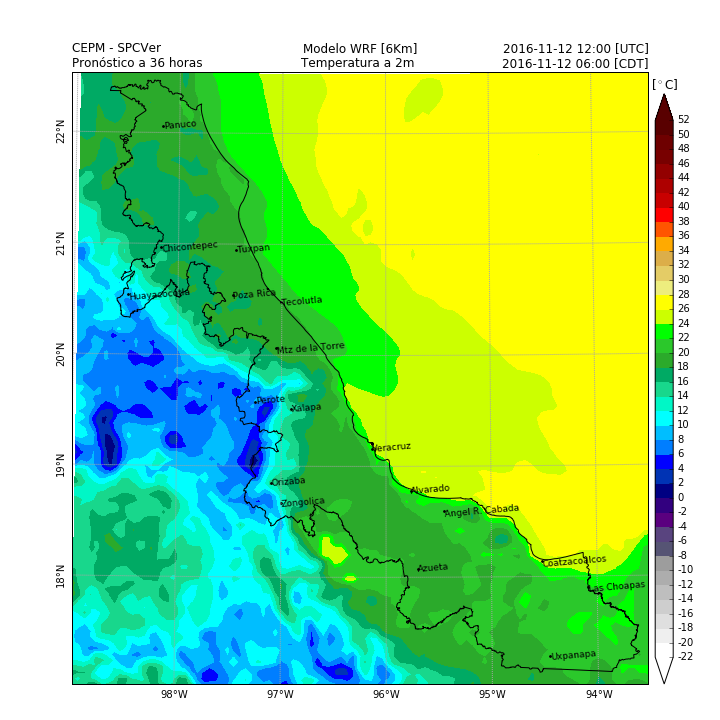 CEPM - SPCVer
Modelo WRF [6Km]
2016-11-12 12:00 [UTC]
Pronóstico a 36 horas
Temperatura a 2m
2016-11-12 06:00 [CDT]
[°C]
52
50
48
46
44
42
40
38
36
34
32
30
28
26
24
22
20
18
16
14
12
10
8
6
4
2
0
-2
-4
-6
-8
-10
-12
-14
-16
-18
-20
-22
22°N
21°N
20°N
19°N
18°N
Panuco
Chicontepec
Tuxpan
Huayacocotla
Poza Rica
Tecolutla
Mtz de la Torre
Perote
Xalapa
Veracruz
Orizaba
Alvarado
Zongolica
Angel R. Cabada
Azueta
Coatzacoalcos
Las Choapas
Uxpanapa
98°W
97°W
96°W
95°W
94°W